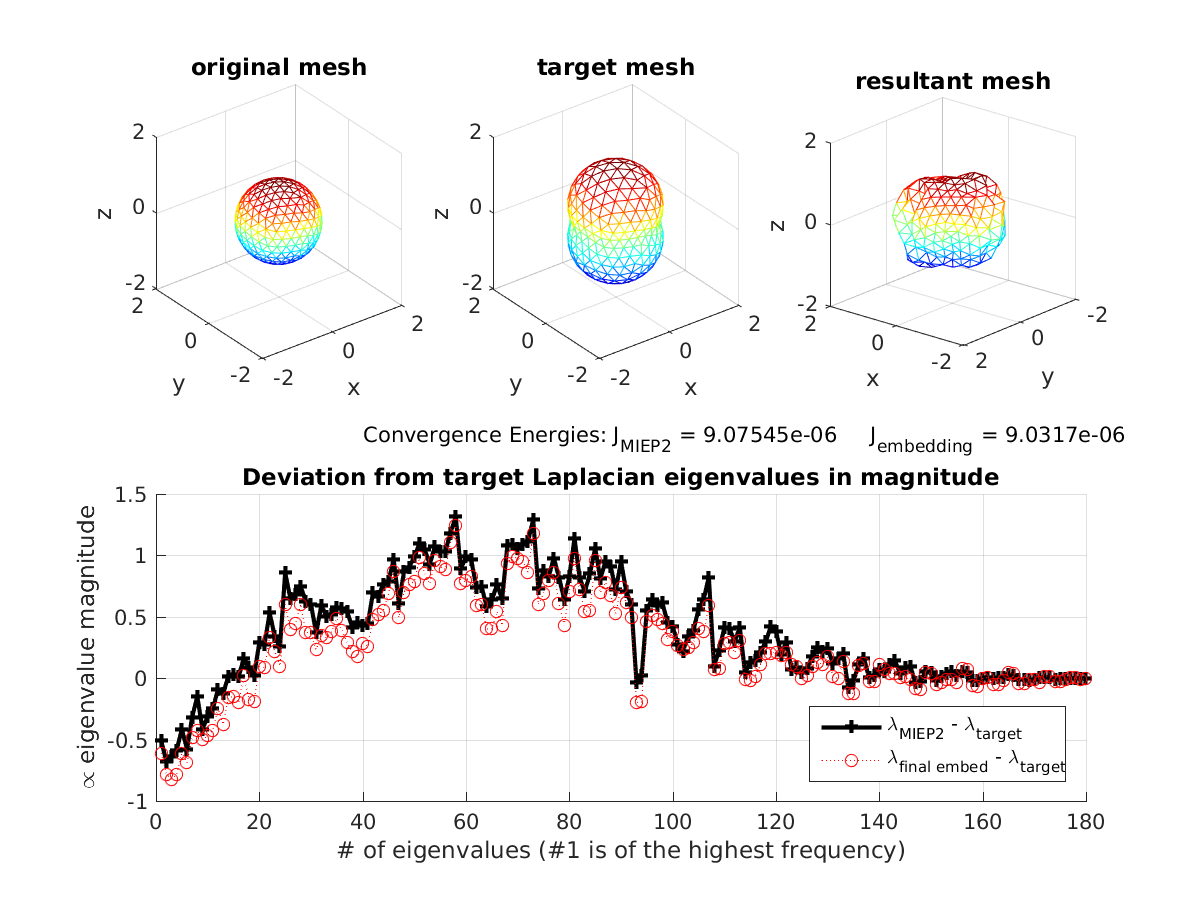 original mesh
target mesh
resultant mesh
2
0
-2
z
2
0
-2
y
-2
0
2
x
2
0
-2
z
2
0
-2
y
-2
0
2
x
2
0
-2
z
2
0
-2
x
2
0
-2
y
Convergence Energies: J_MIEP2 = 9.07545e-06 J_embedding = 9.0317e-06
Deviation from target Laplacian eigenvalues in magnitude
∝ eigenvalue magnitude
1.5
1
0.5
0
-0.5
-1
λ_MIEP2 - λ_target
λ_final embed - λ_target
0 20 40 60 80 100 120 140 160 180
# of eigenvalues (#1 is of the highest frequency)